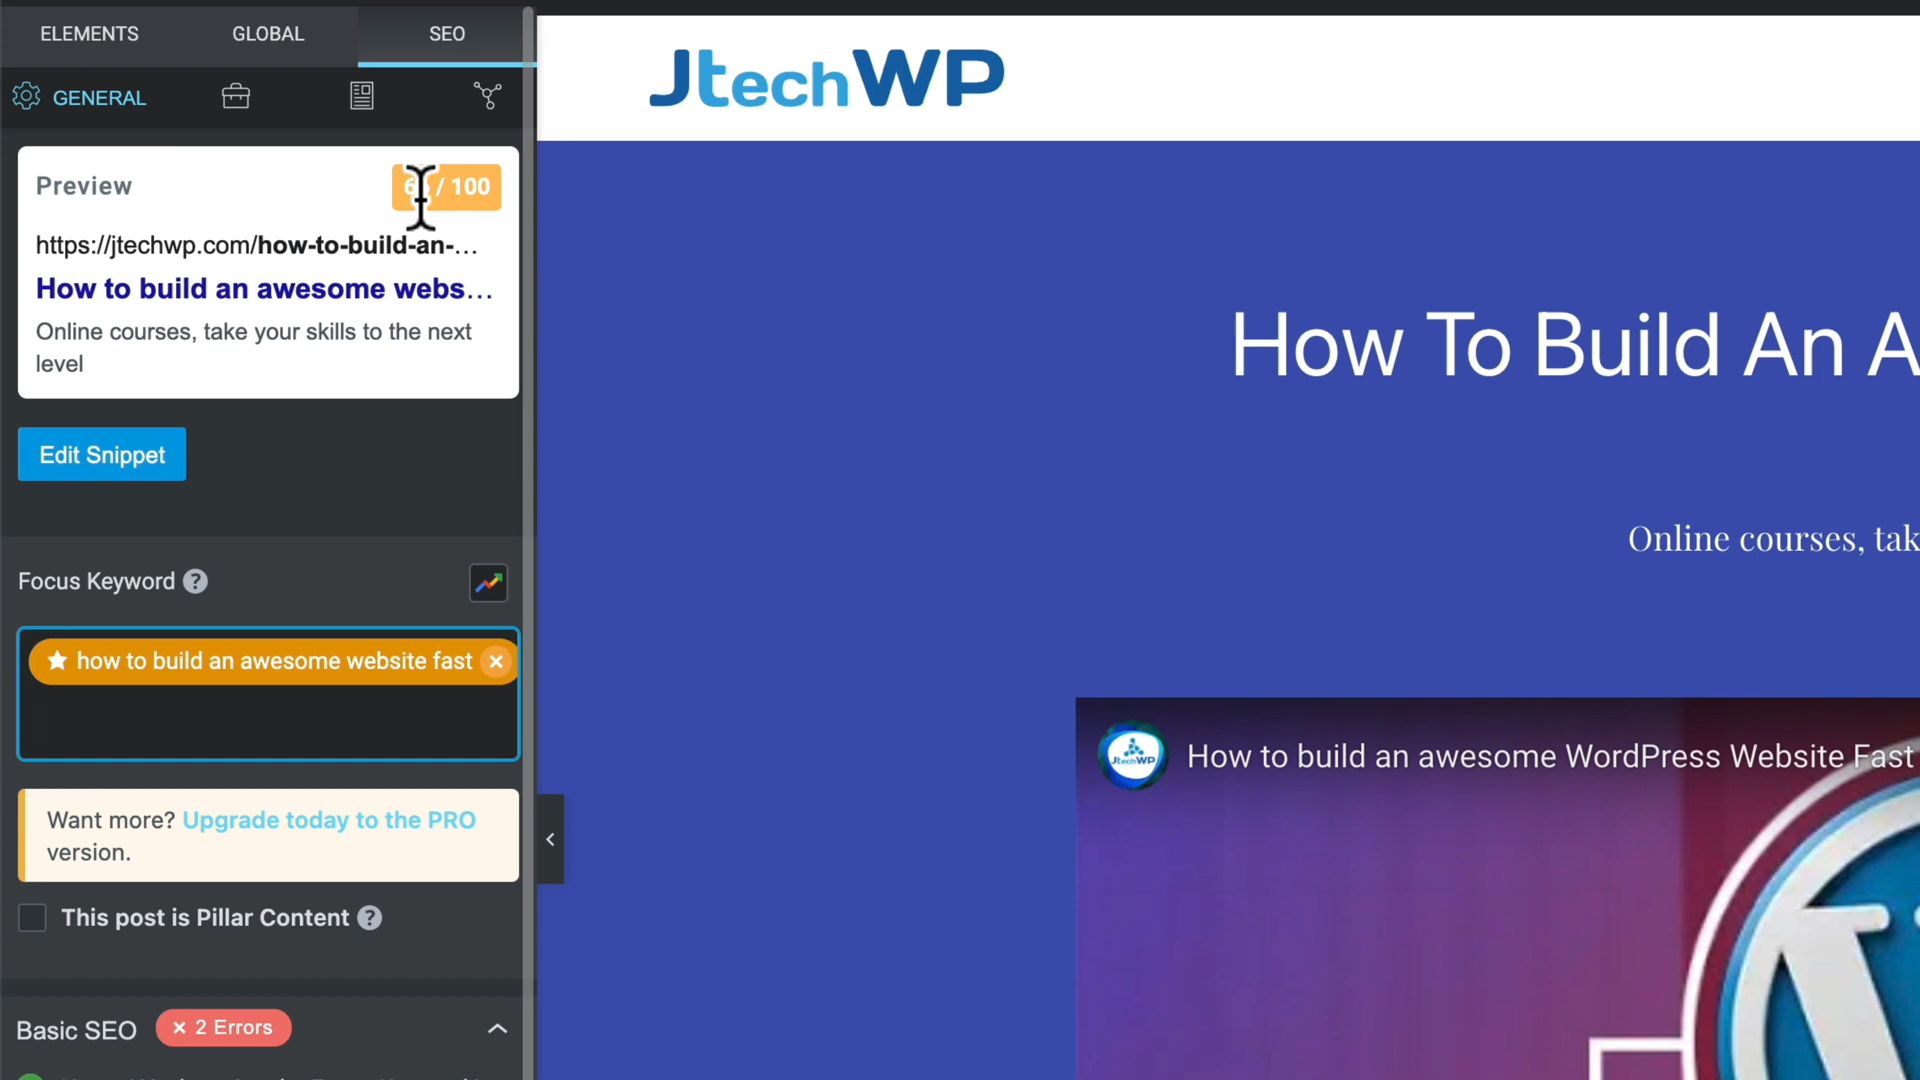 ELEMENTS GLOBAL SEO
GENERAL
Preview
/ 100
https://jtechwp.com/how-to-build-an-...
How to build an awesome webs...
Online courses, take your skills to the next
level
Edit Snippet
Focus Keyword ?
how to build an awesome website fast
Want more? Upgrade today to the PRO
version.
This post is Pillar Content ?
Basic SEO 2 Errors
JtechWP
How To Build An A
Online courses, tak
JtechWP
How to build an awesome WordPress Website Fast